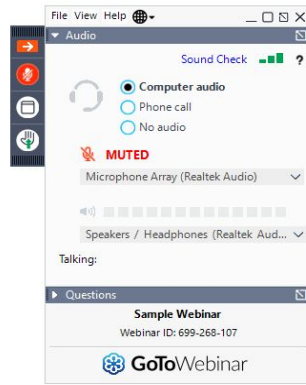 File View Help
Audio
Sound Check ?
Computer audio
Phone call
No audio
MUTED
Microphone Array (Realtek Audio)
Speakers / Headphones (Realtek Aud...
Talking:
Questions
Sample Webinar
Webinar ID: 699-268-107
GoToWebinar